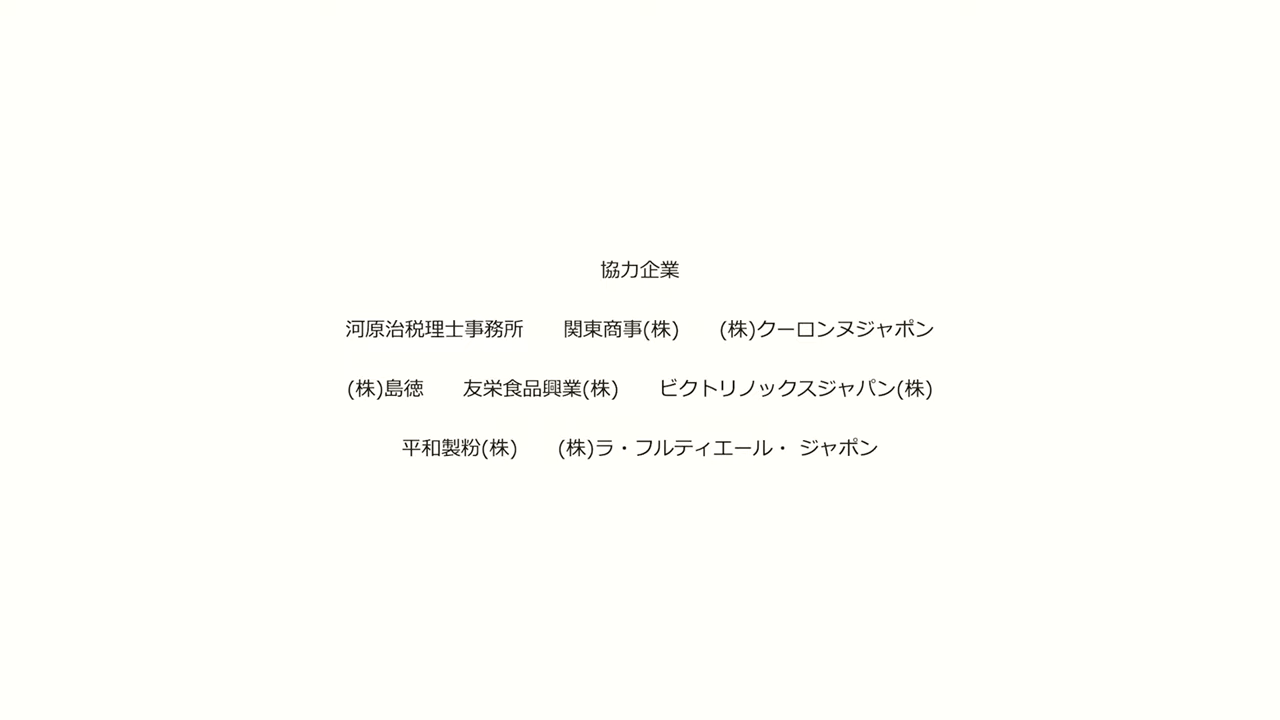 協力企業
河原治税理士事務所　　関東商事(株)　　(株)クーロンヌジャポン
(株)島徳　　友栄食品興業(株)　　ビクトリノックスジャパン(株)
平和製粉(株)　　(株)ラ・フルティエール・ ジャポン